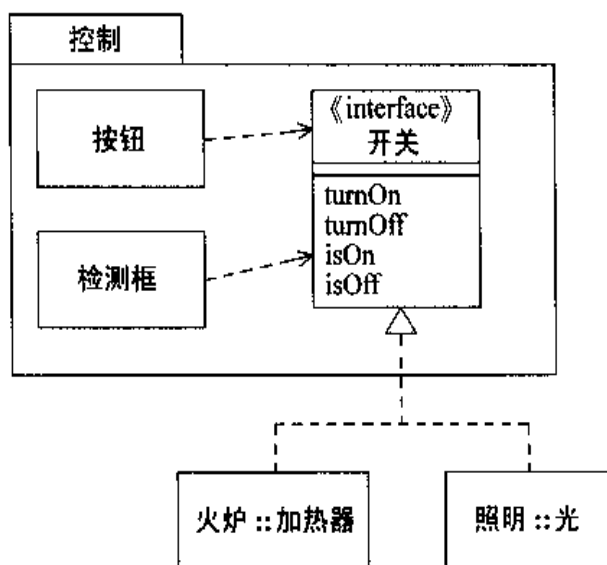 控制
按钮
《interface》
开关
turnOn
turnOff
isOn
isOff
检测框
火炉::加热器
照明::光